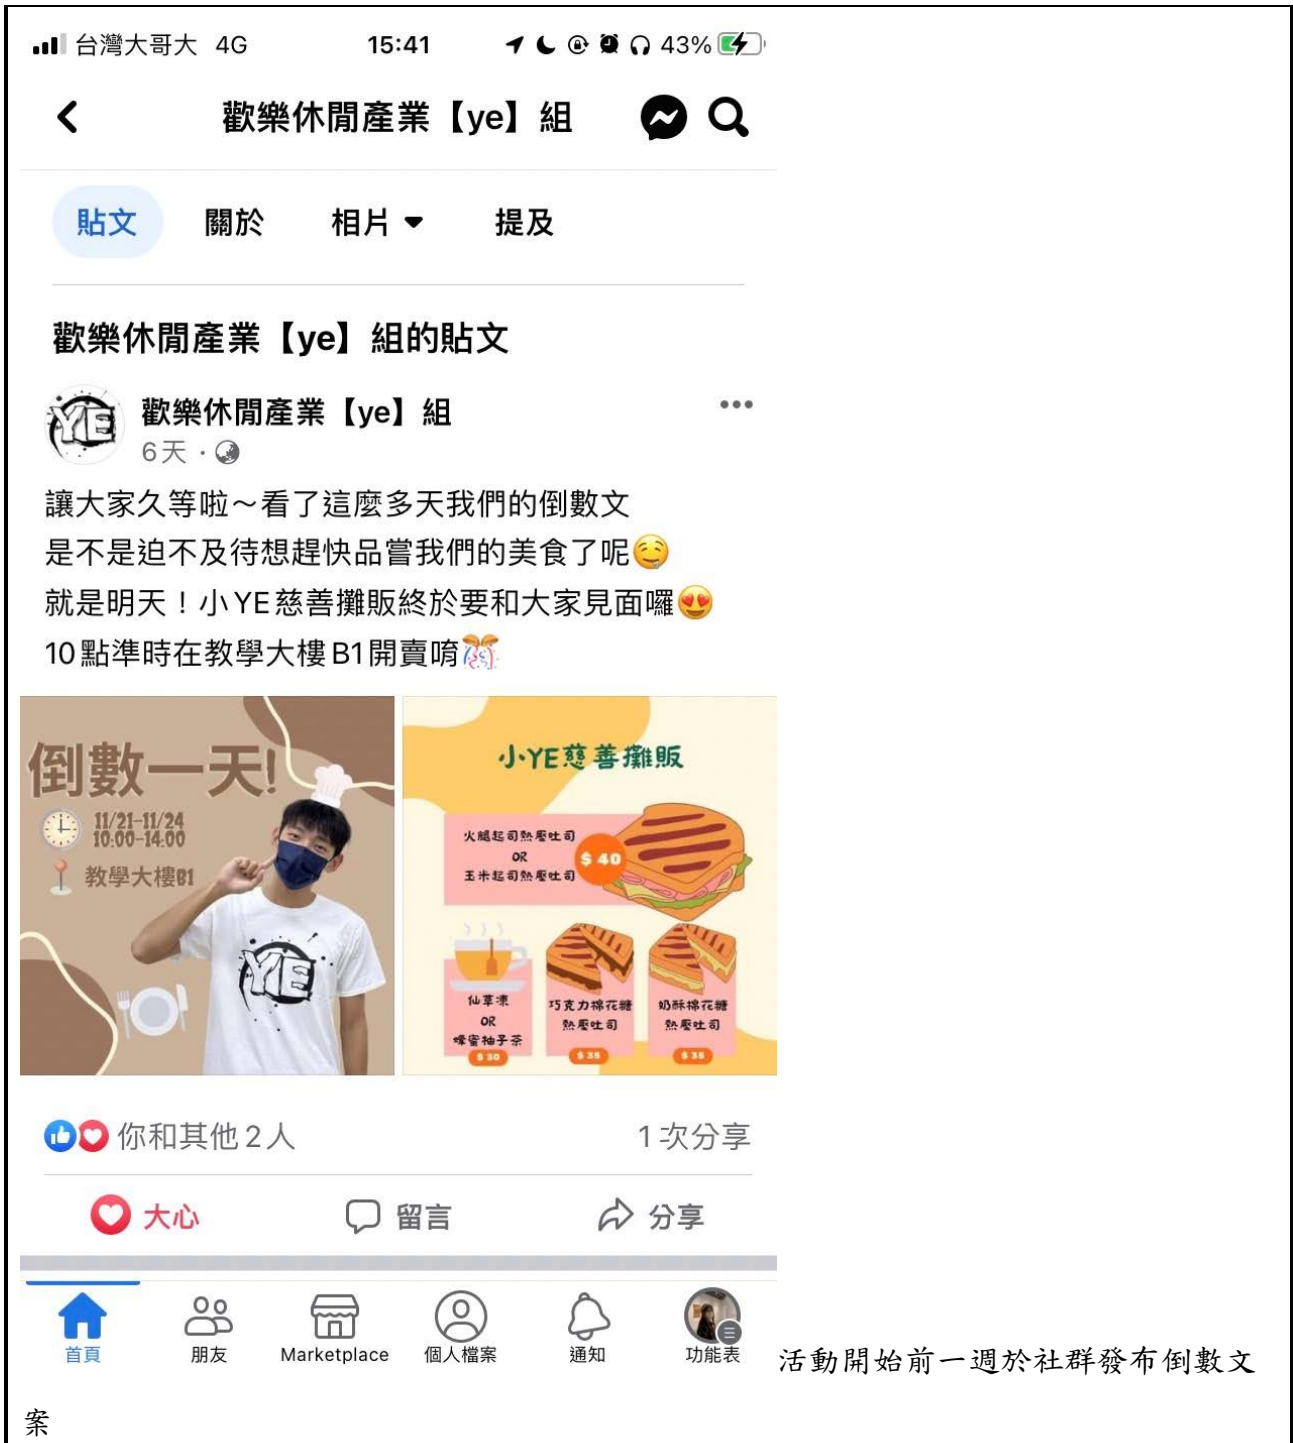 台灣大哥大 4G 15:41 43%
歡樂休閒產業【ye】組
貼文 關於 相片 提及
歡樂休閒產業【ye】組的貼文
YE
歡樂休閒產業【ye】組
6天 ·
讓大家久等啦～看了這麼多天我們的倒數文
是不是迫不及待想趕快品嘗我們的美食了呢🤤
就是明天！小YE慈善攤販終於要和大家見面囉😍
10點準時在教學大樓B1開賣唷🎊
倒數一天!
11/21-11/24
10:00-14:00
教學大樓B1
YE
小YE慈善攤販
火腿起司熱壓吐司
OR
玉米起司熱壓吐司
$ 40
仙草凍
OR
蜂蜜柚子茶
$ 30
巧克力棉花糖
熱壓吐司
$ 35
奶酥棉花糖
熱壓吐司
$ 35
你和其他2人 1次分享
大心 留言 分享
首頁 朋友 Marketplace 個人檔案 通知 功能表
活動開始前一週於社群發布倒數文
案